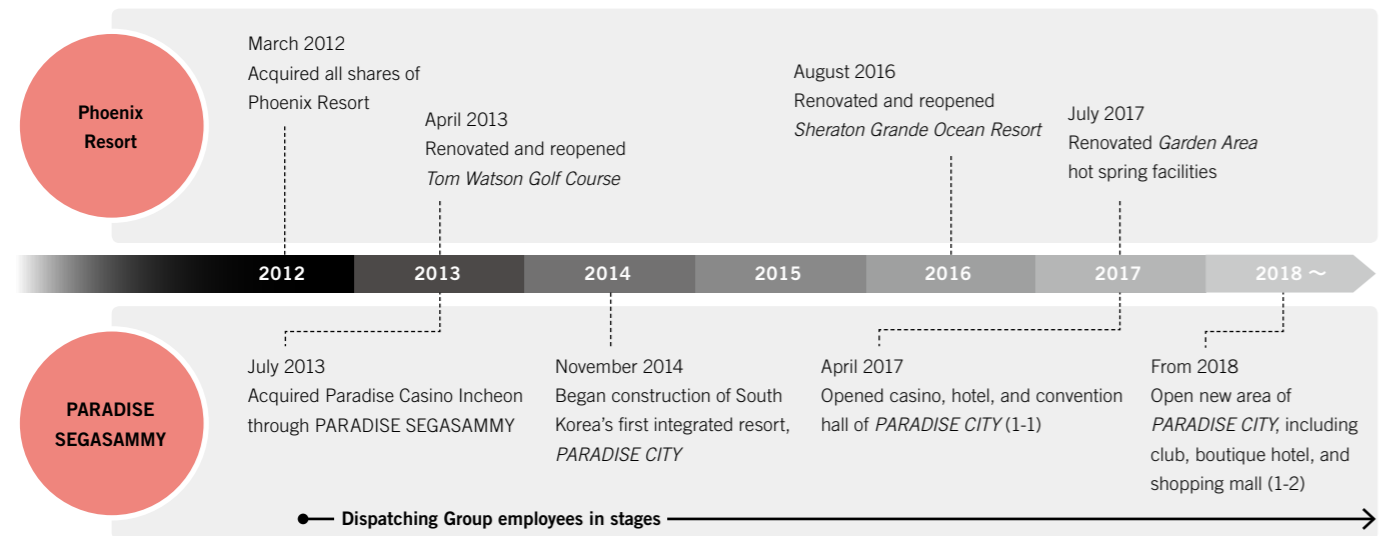 Phoenix
Resort
March 2012
Acquired all shares of
Phoenix Resort
April 2013
Renovated and reopened
Tom Watson Golf Course
August 2016
Renovated and reopened
Sheraton Grande Ocean Resort
July 2017
Renovated Garden Area
hot spring facilities
2012 2013 2014 2015 2016 2017 2018 ~
PARADISE
SEGASAMMY
July 2013
Acquired Paradise Casino Incheon
through PARADISE SEGASAMMY
November 2014
Began construction of South
Korea's first integrated resort,
PARADISE CITY
April 2017
Opened casino, hotel, and convention
hall of PARADISE CITY (1-1)
From 2018
Open new area of
PARADISE CITY, including
club, boutique hotel, and
shopping mall (1-2)
Dispatching Group employees in stages